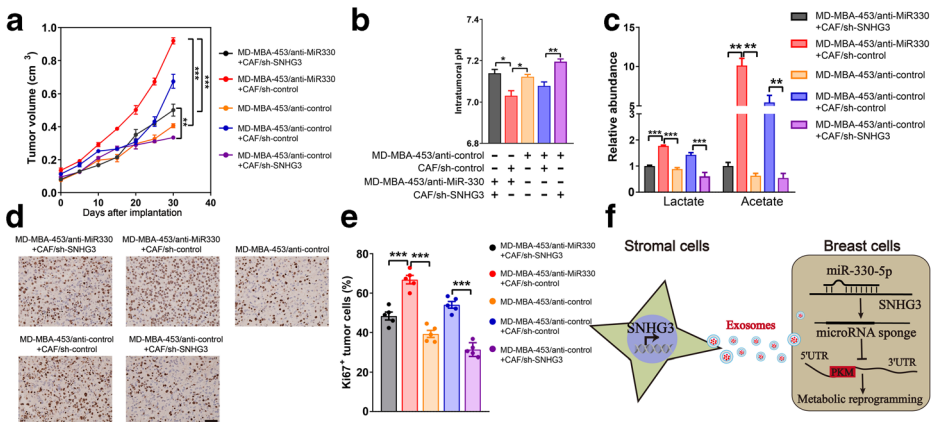 a
Tumor volume (cm 3)
1.0
0.8
0.6
0.4
0.2
0.0
0
10
20
30
40
Days after implantation
***
***
**
MD-MBA-453/anti-MiR330
+CAF/sh-SNHG3
MD-MBA-453/anti-MiR330
+CAF/sh-control
MD-MBA-453/anti-control
MD-MBA-453/anti-control
+CAF/sh-control
MD-MBA-453/anti-control
+CAF/sh-SNHG3
b
Intratumoral pH
7.8
7.2
7.0
6.8
*
*
**
MD-MBA-453/anti-control − − + + +
CAF/sh-control − + − + −
MD-MBA-453/anti-MiR-330 + + − − −
CAF/sh-SNHG3 + − − − +
c
Relative abundance
15
10
5
2
1
0
***
***
***
**
**
**
Lactate
Acetate
MD-MBA-453/anti-MiR330
+CAF/sh-SNHG3
MD-MBA-453/anti-MiR330
+CAF/sh-control
MD-MBA-453/anti-control
MD-MBA-453/anti-control
+CAF/sh-control
MD-MBA-453/anti-control
+CAF/sh-SNHG3
d
MD-MBA-453/anti-MiR330
+CAF/sh-SNHG3
MD-MBA-453/anti-MiR330
+CAF/sh-control
MD-MBA-453/anti-control
MD-MBA-453/anti-control
+CAF/sh-control
MD-MBA-453/anti-control
+CAF/sh-SNHG3
e
Ki67+ tumor cells (%)
80
60
40
20
0
***
***
***
MD-MBA-453/anti-MiR330
+CAF/sh-SNHG3
MD-MBA-453/anti-MiR330
+CAF/sh-control
MD-MBA-453/anti-control
MD-MBA-453/anti-control
+CAF/sh-control
MD-MBA-453/anti-control
+CAF/sh-SNHG3
f
Stromal cells
Breast cells
SNHG3
Exosomes
miR-330-5p
SNHG3
microRNA sponge
5'UTR
3'UTR
PKM
Metabolic reprogramming